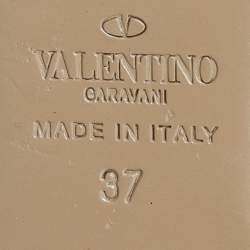 VALENTINO
GARAVANI
MADE IN ITALY
37